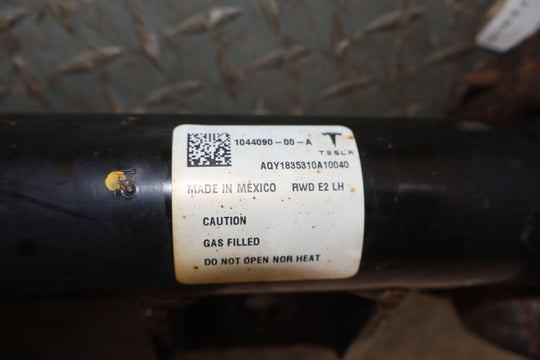 1044090-00-A
TESLA
AQY1835310A10040
MADE IN MÉXICO RWD E2 LH
CAUTION
GAS FILLED
DO NOT OPEN NOR HEAT